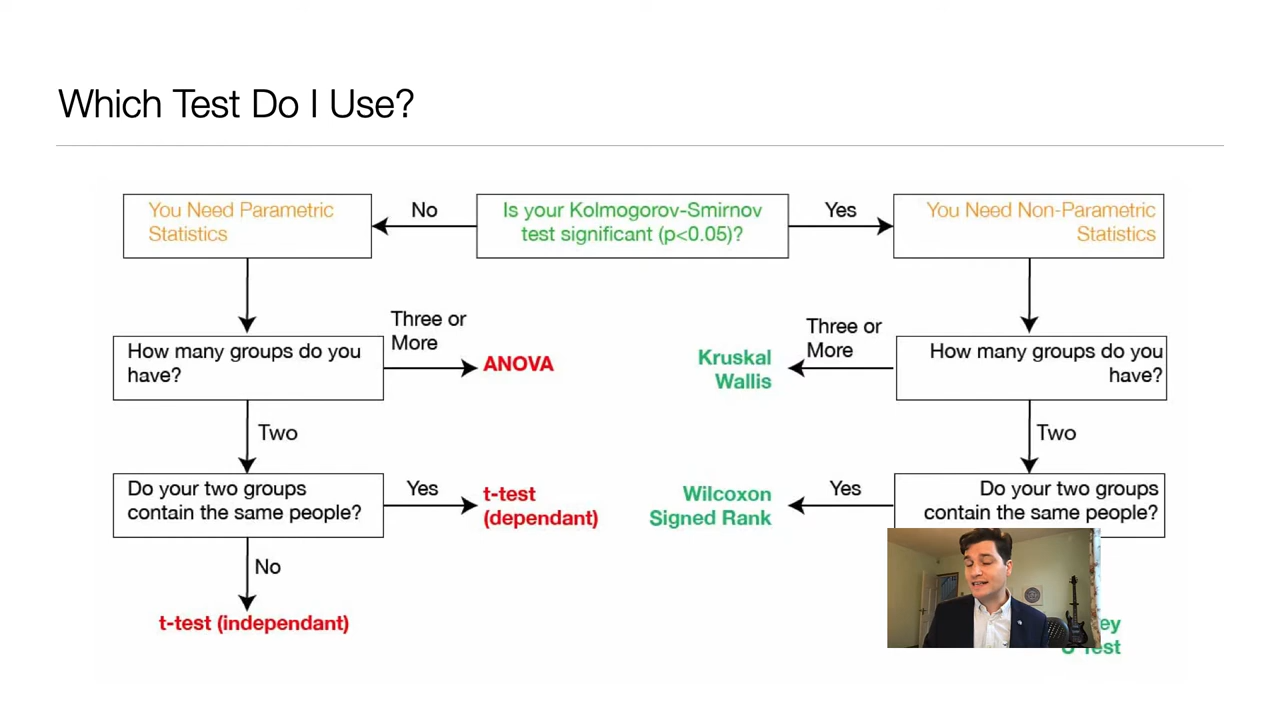 Which Test Do I Use?
You Need Parametric
Statistics
No
Is your Kolmogorov-Smirnov
test significant (p<0.05)?
Yes
You Need Non-Parametric
Statistics
How many groups do you
have?
Three or
More
ANOVA
Kruskal
Wallis
Three or
More
How many groups do you
have?
Two
Two
Do your two groups
contain the same people?
Yes
t-test
(dependant)
Wilcoxon
Signed Rank
Yes
Do your two groups
contain the same people?
No
t-test (independant)